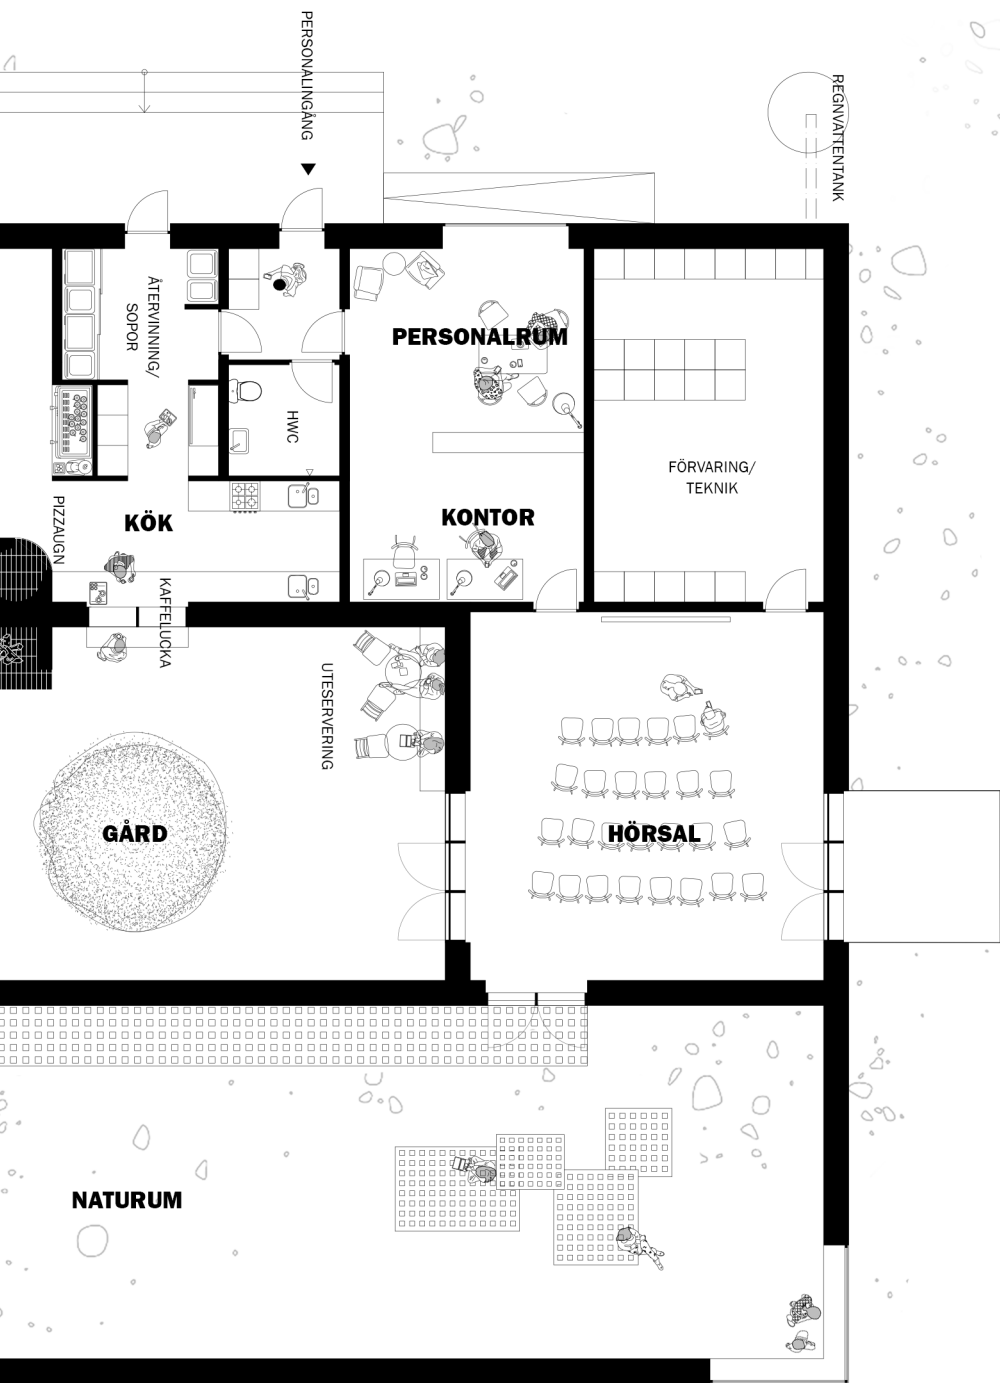 PERSONALINGÅNG
REGNVATTENTANK
ÅTERVINNING/
SOPOR
PERSONALRUM
HWC
FÖRVARING/
TEKNIK
PIZZAUGN
KÖK
KONTOR
KAFFELUCKA
UTESERVERING
GÅRD
HÖRSAL
NATURUM